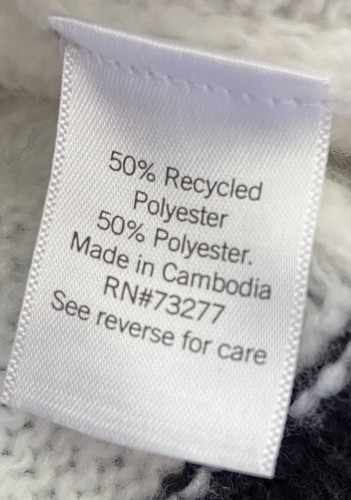 50% Recycled
Polyester
50% Polyester.
Made in Cambodia
RN#73277
See reverse for care